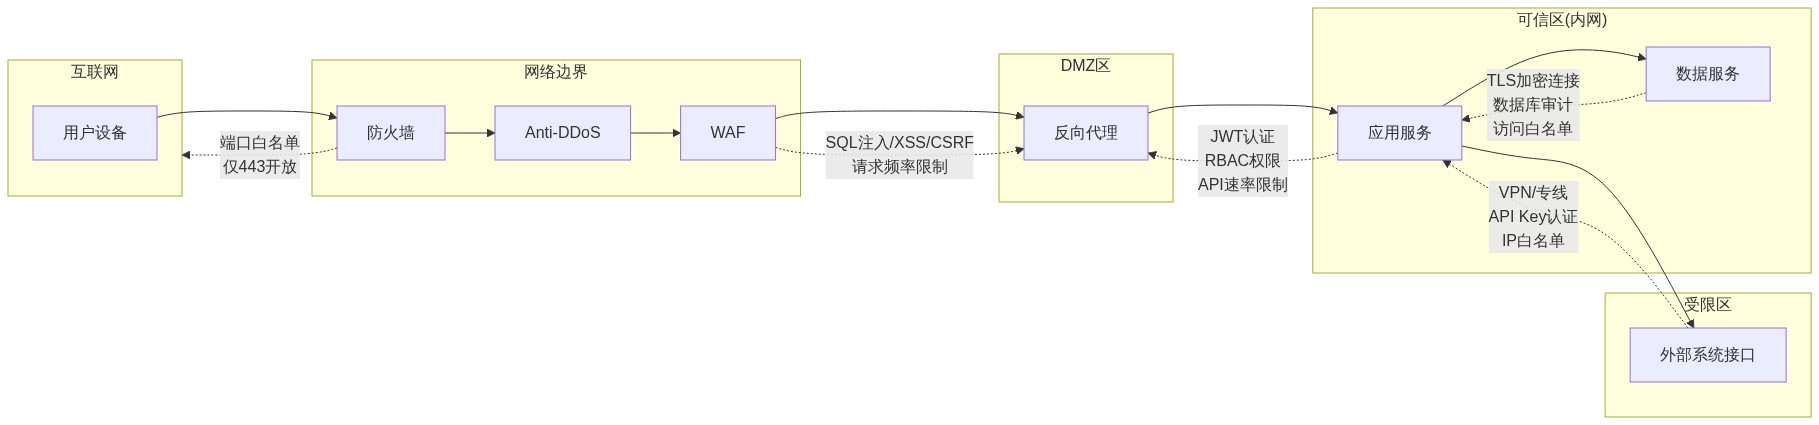 互联网
用户设备
端口白名单
仅443开放
网络边界
防火墙
Anti-DDoS
WAF
SQL注入/XSS/CSRF
请求频率限制
DMZ区
反向代理
JWT认证
RBAC权限
API速率限制
可信区(内网)
应用服务
TLS加密连接
数据库审计
访问白名单
数据服务
VPN/专线
API Key认证
IP白名单
受限区
外部系统接口